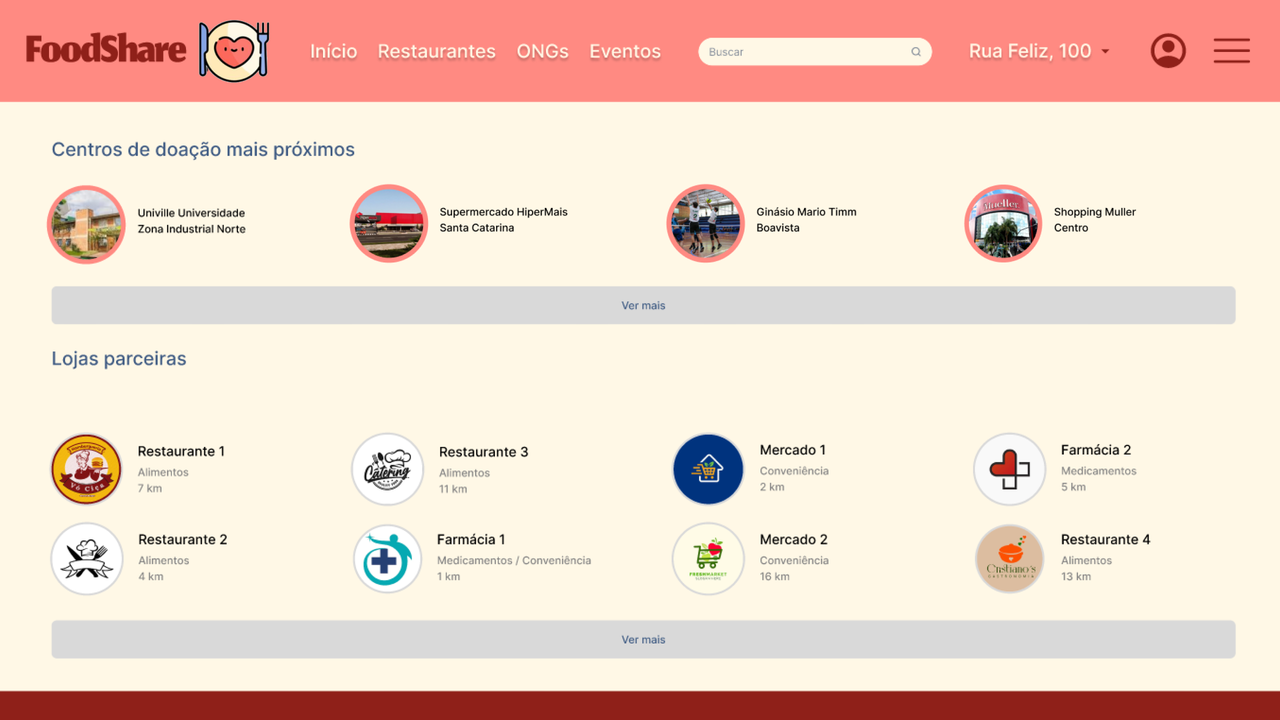 FoodShare
Início
Restaurantes
ONGs
Eventos
Buscar
Rua Feliz, 100
Centros de doação mais próximos
Univille Universidade
Zona Industrial Norte
Supermercado HiperMais
Santa Catarina
Mueller
Ginásio Mario Timm
Boavista
Shopping Muller
Centro
Ver mais
Lojas parceiras
Vó Ciça
Restaurante 1
Alimentos
7 km
Catering
Restaurante 3
Alimentos
11 km
Mercado 1
Conveniência
2 km
Farmácia 2
Medicamentos
5 km
Restaurante 2
Alimentos
4 km
Farmácia 1
Medicamentos / Conveniência
1 km
FRESHMARKET
Mercado 2
Conveniência
16 km
Cristiano's
GASTRONOMIA
Restaurante 4
Alimentos
13 km
Ver mais